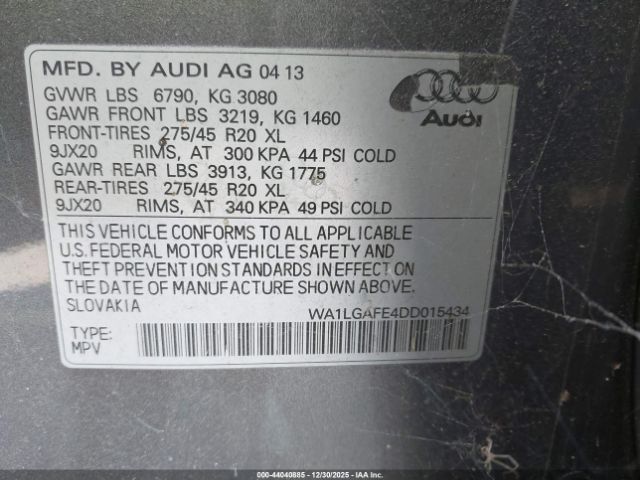 MFD. BY AUDI AG 04 13
GVWR LBS 6790, KG 3080
GAWR FRONT LBS 3219, KG 1460
FRONT-TIRES 275/45 R20 XL
9JX20 RIMS, AT 300 KPA 44 PSI COLD
GAWR REAR LBS 3913, KG 1775
REAR-TIRES 275/45 R20 XL
9JX20 RIMS, AT 340 KPA 49 PSI COLD
Audi
THIS VEHICLE CONFORMS TO ALL APPLICABLE
U.S. FEDERAL MOTOR VEHICLE SAFETY AND
THEFT PREVENTION STANDARDS IN EFFECT ON
THE DATE OF MANUFACTURE SHOWN ABOVE.
SLOVAKIA WA1LGAFE4DD015434
TYPE:
MPV
000-44040885 - 12/30/2025 - IAA Inc.